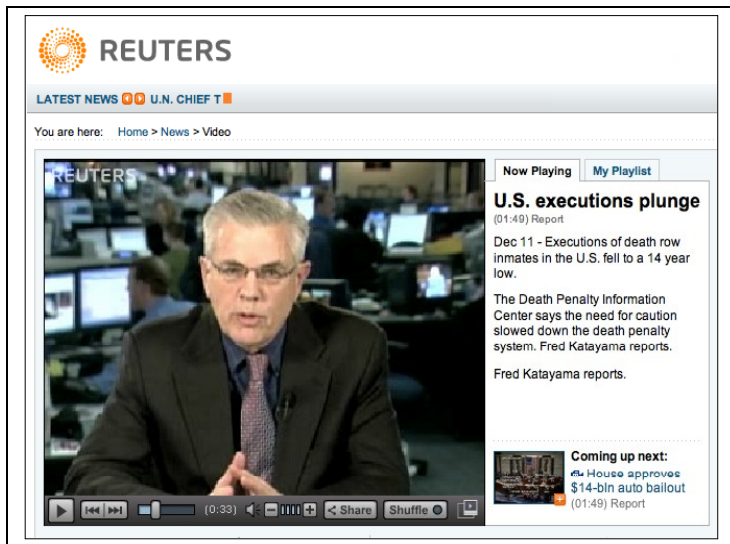 REUTERS
LATEST NEWS U.N. CHIEF T
You are here: Home > News > Video
REUTERS
Now Playing My Playlist
U.S. executions plunge
(01:49) Report
Dec 11 - Executions of death row
inmates in the U.S. fell to a 14 year
low.
The Death Penalty Information
Center says the need for caution
slowed down the death penalty
system. Fred Katayama reports.
Fred Katayama reports.
Coming up next:
House approves
$14-bln auto bailout
(01:49) Report
(0:33) Share Shuffle